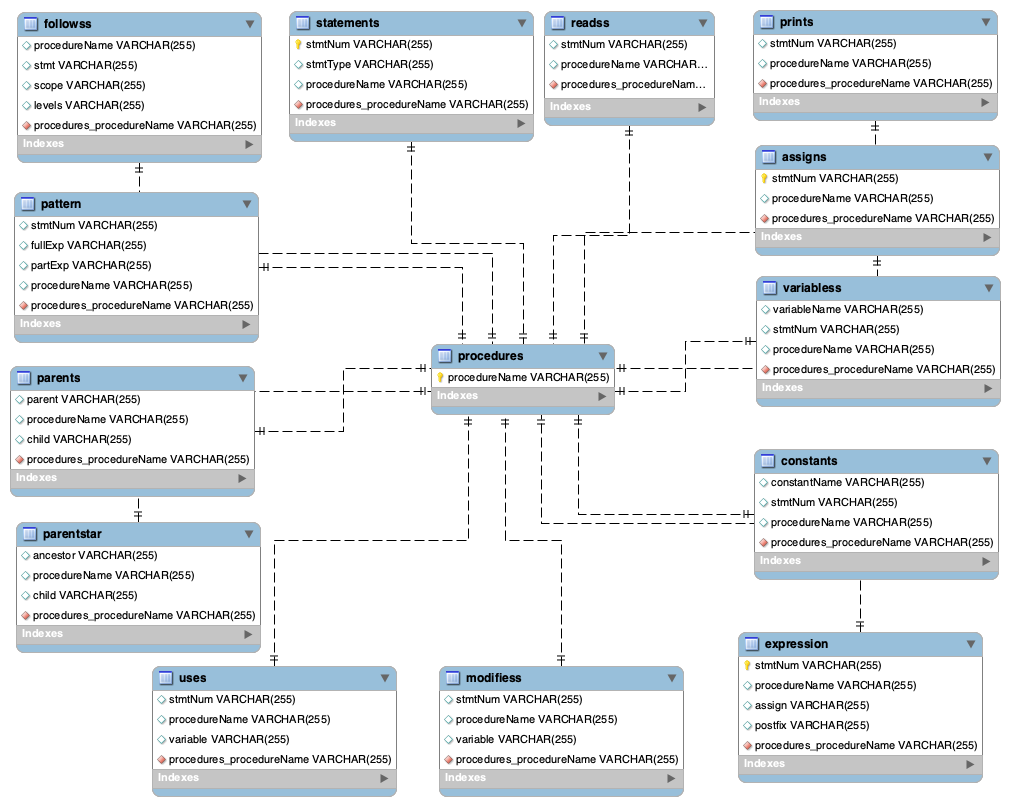 followss
procedureName VARCHAR(255)
stmt VARCHAR(255)
scope VARCHAR(255)
levels VARCHAR(255)
procedures_procedureName VARCHAR(255)
Indexes
statements
stmtNum VARCHAR(255)
stmtType VARCHAR(255)
procedureName VARCHAR(255)
procedures_procedureName VARCHAR(255)
Indexes
readss
stmtNum VARCHAR(255)
procedureName VARCHAR...
procedures_procedureNam...
Indexes
prints
stmtNum VARCHAR(255)
procedureName VARCHAR(255)
procedures_procedureName VARCHAR(255)
Indexes
assigns
stmtNum VARCHAR(255)
procedureName VARCHAR(255)
procedures_procedureName VARCHAR(255)
Indexes
pattern
stmtNum VARCHAR(255)
fullExp VARCHAR(255)
partExp VARCHAR(255)
procedureName VARCHAR(255)
procedures_procedureName VARCHAR(255)
Indexes
variabless
variableName VARCHAR(255)
stmtNum VARCHAR(255)
procedureName VARCHAR(255)
procedures_procedureName VARCHAR(255)
Indexes
procedures
procedureName VARCHAR(255)
Indexes
parents
parent VARCHAR(255)
procedureName VARCHAR(255)
child VARCHAR(255)
procedures_procedureName VARCHAR(255)
Indexes
constants
constantName VARCHAR(255)
stmtNum VARCHAR(255)
procedureName VARCHAR(255)
procedures_procedureName VARCHAR(255)
Indexes
parentstar
ancestor VARCHAR(255)
procedureName VARCHAR(255)
child VARCHAR(255)
procedures_procedureName VARCHAR(255)
Indexes
uses
stmtNum VARCHAR(255)
procedureName VARCHAR(255)
variable VARCHAR(255)
procedures_procedureName VARCHAR(255)
Indexes
modifiess
stmtNum VARCHAR(255)
procedureName VARCHAR(255)
variable VARCHAR(255)
procedures_procedureName VARCHAR(255)
Indexes
expression
stmtNum VARCHAR(255)
procedureName VARCHAR(255)
assign VARCHAR(255)
postfix VARCHAR(255)
procedures_procedureName VARCHAR(255)
Indexes